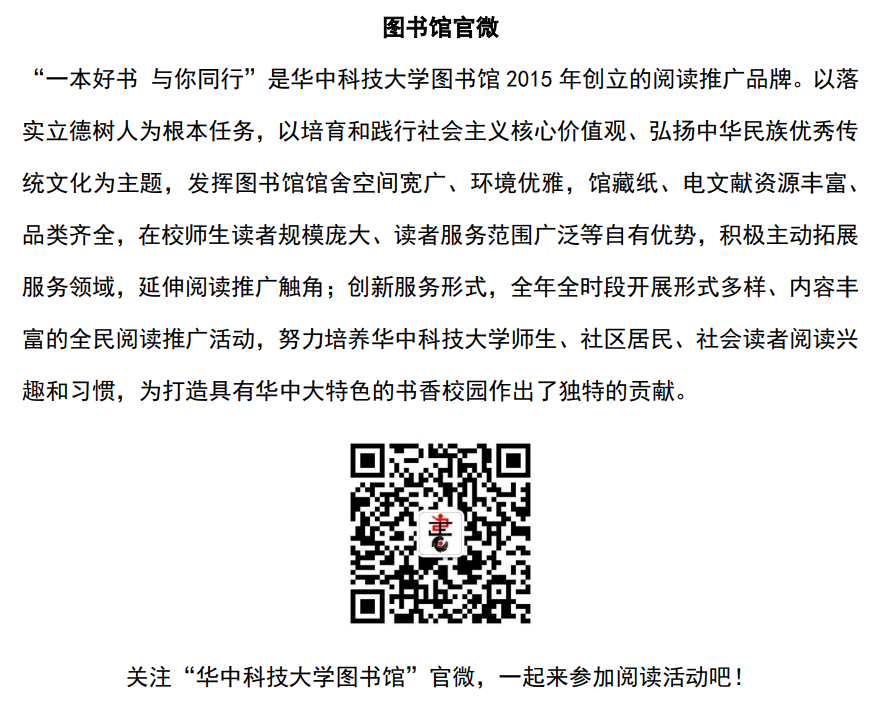 图书馆官微
“一本好书 与你同行”是华中科技大学图书馆 2015 年创立的阅读推广品牌。以落
实立德树人为根本任务，以培育和践行社会主义核心价值观、弘扬中华民族优秀传
统文化为主题，发挥图书馆馆舍空间宽广、环境优雅，馆藏纸、电文献资源丰富、
品类齐全，在校师生读者规模庞大、读者服务范围广泛等自有优势，积极主动拓展
服务领域，延伸阅读推广触角；创新服务形式，全年全时段开展形式多样、内容丰
富的全民阅读推广活动，努力培养华中科技大学师生、社区居民、社会读者阅读兴
趣和习惯，为打造具有华中大特色的书香校园作出了独特的贡献。
关注“华中科技大学图书馆”官微，一起来参加阅读活动吧！